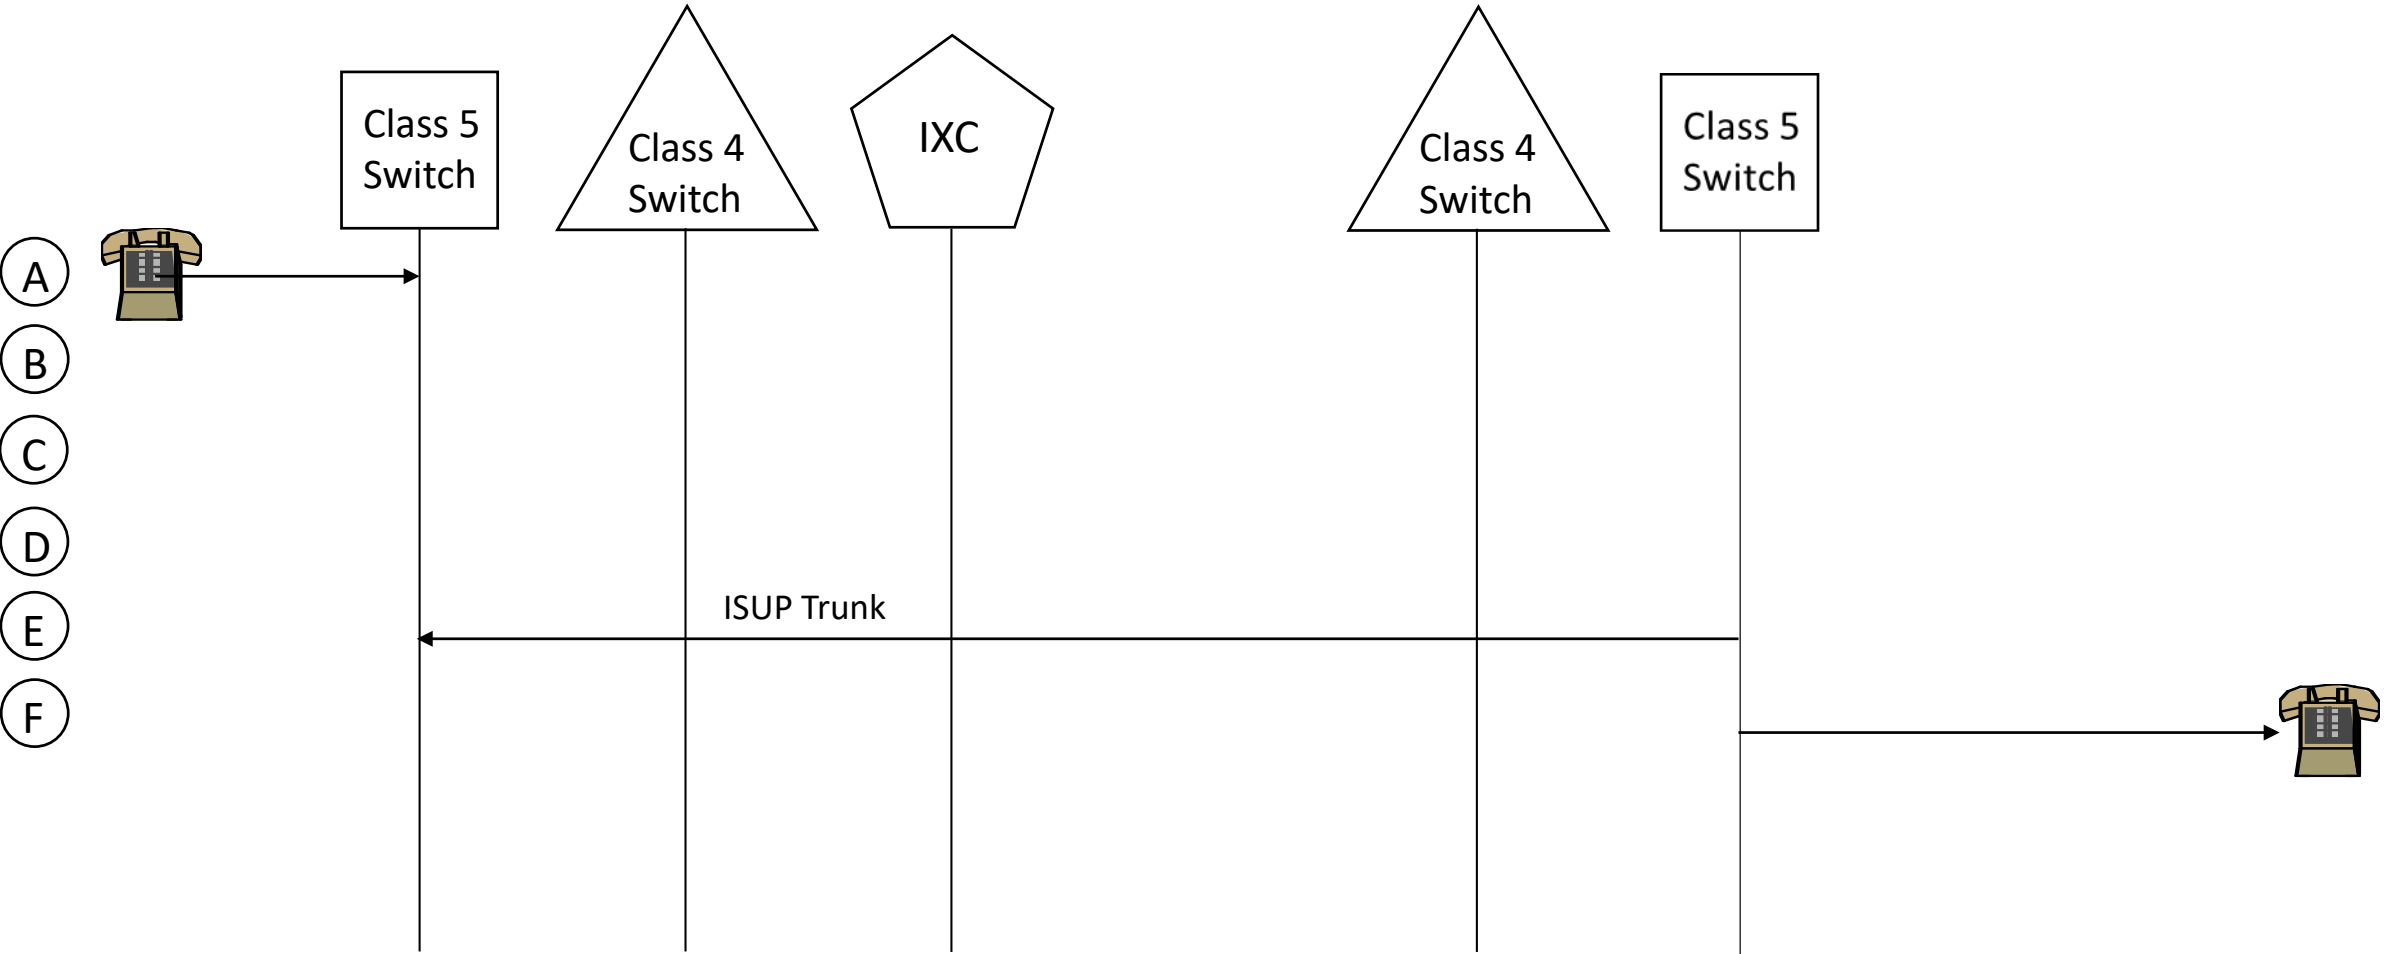 Class 5
Switch
Class 4
Switch
IXC
Class 4
Switch
Class 5
Switch
A
B
C
D
E
ISUP Trunk
F